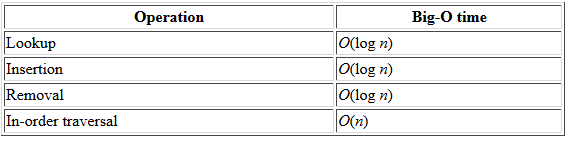 Operation Big-O time
Lookup O(log n)
Insertion O(log n)
Removal O(log n)
In-order traversal O(n)